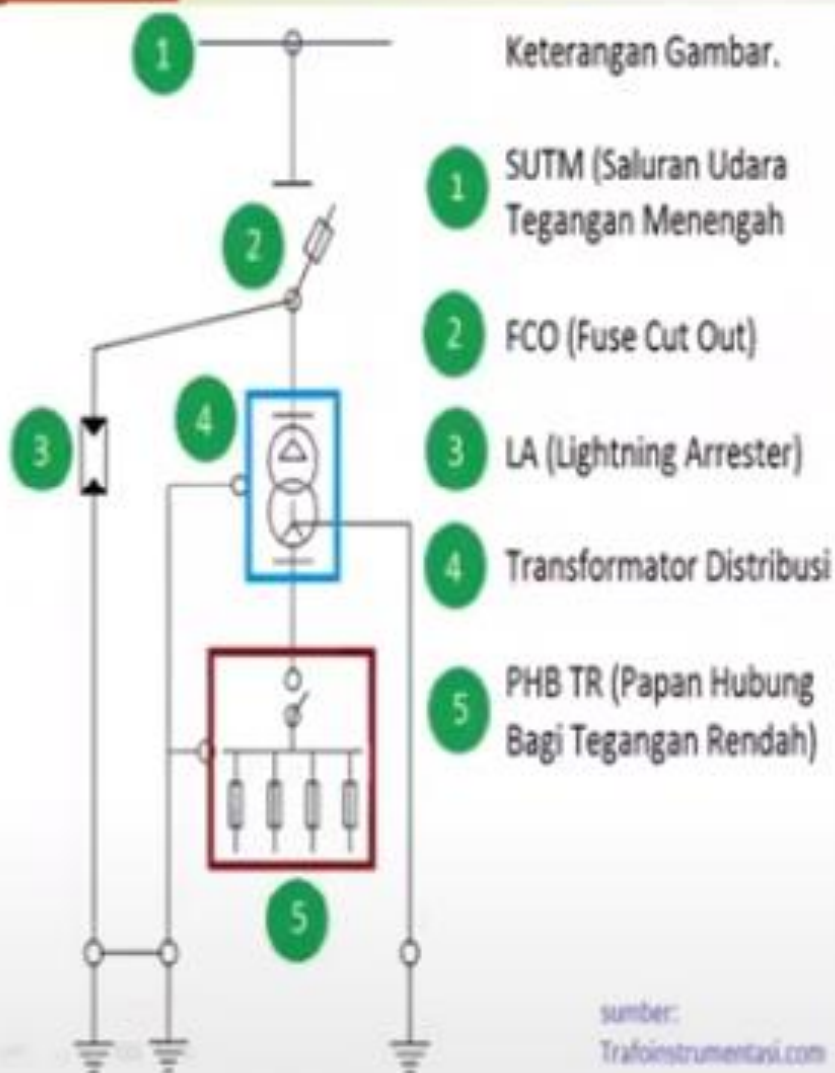 Keterangan Gambar.
1
1
SUTM (Saluran Udara
Tegangan Menengah
2
2
FCO (Fuse Cut Out)
3
4
3
LA (Lightning Arrester)
4
Transformator Distribusi
5
PHB TR (Papan Hubung
Bagi Tegangan Rendah)
5
sumber:
Trafoinstrumentasi.com